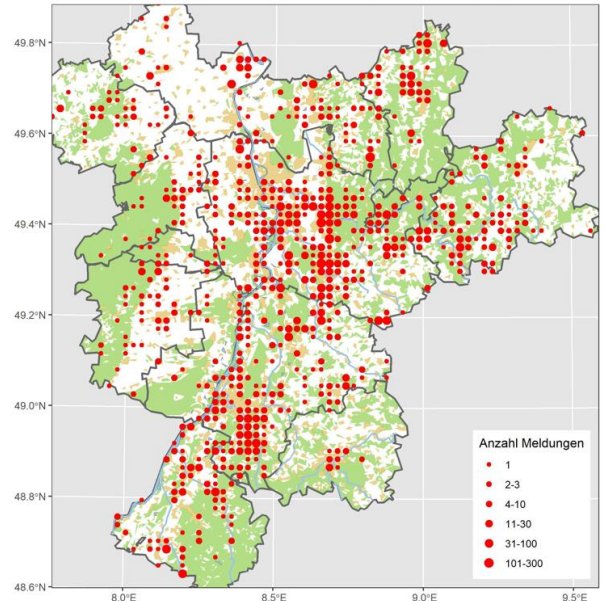 49.8°N
49.6°N
49.4°N
49.2°N
49.0°N
48.8°N
48.6°N
8.0°E
8.5°E
9.0°E
9.5°E
Anzahl Meldungen
1
2-3
4-10
11-30
31-100
101-300